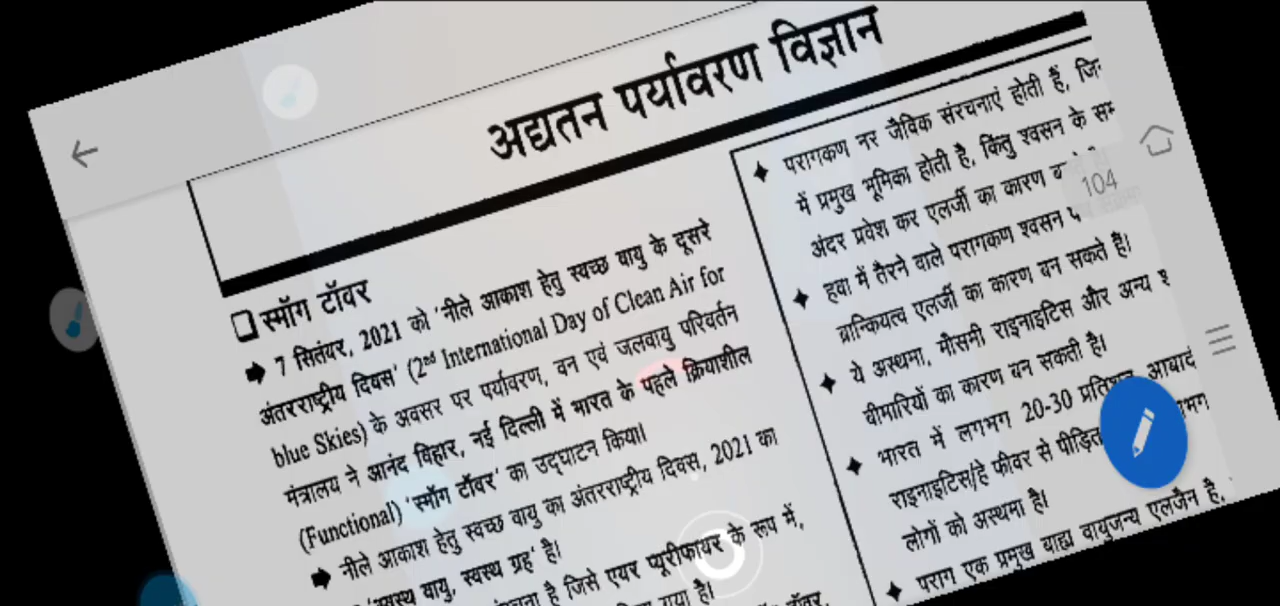 अद्यतन पर्यावरण विज्ञान
104
❑ स्मॉग टॉवर
➡ 7 सितंबर, 2021 को 'नीले आकाश हेतु स्वच्छ वायु के दूसरे
अंतरराष्ट्रीय दिवस' (2nd International Day of Clean Air for
blue Skies) के अवसर पर पर्यावरण, वन एवं जलवायु परिवर्तन
मंत्रालय ने आनंद विहार, नई दिल्ली में भारत के पहले क्रियाशील
(Functional) 'स्मॉग टॉवर' का उद्घाटन किया।
➡ नीले आकाश हेतु स्वच्छ वायु का अंतरराष्ट्रीय दिवस, 2021 का
वायु, स्वस्थ ग्रह' है।
है जिसे एयर प्यूरीफायर के रूप में,
गया है।
टॉवर,
✦ परागकण नर जैविक संरचनाएं होती हैं,
में प्रमुख भूमिका होती है, किंतु श्वसन के
अंदर प्रवेश कर एलर्जी का कारण
✦ हवा में तैरने वाले परागकण श्वसन
ब्रान्कियत्व एलर्जी का कारण बन सकते हैं।
✦ ये अस्थमा, मौसमी राइनाइटिस और अन्य
बीमारियों का कारण बन सकती है।
✦ भारत में लगभग 20-30
राइनाइटिस/हे फीवर से पीड़ित
लोगों को अस्थमा है।
✦ पराग एक प्रमुख बाह्य वायुजन्य एलर्जेन है,